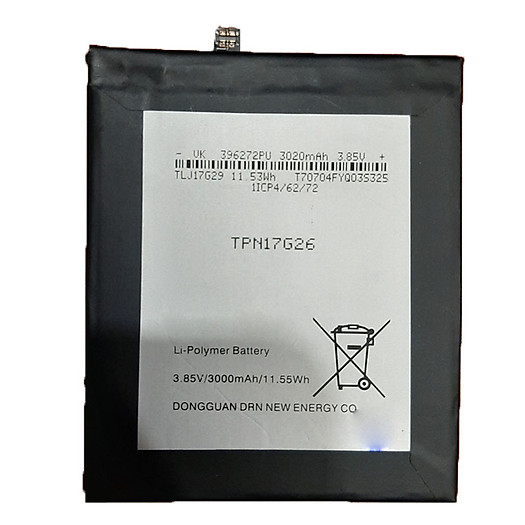 - VK 396272PU 3020mAh 3.85V +
TLJ17G29 11.53Wh T70704FYQ03S325
1ICP4/62/72
TPN17G26
Li-Polymer Battery
3.85V/3000mAh/11.55Wh
DONGGUAN DRN NEW ENERGY CO